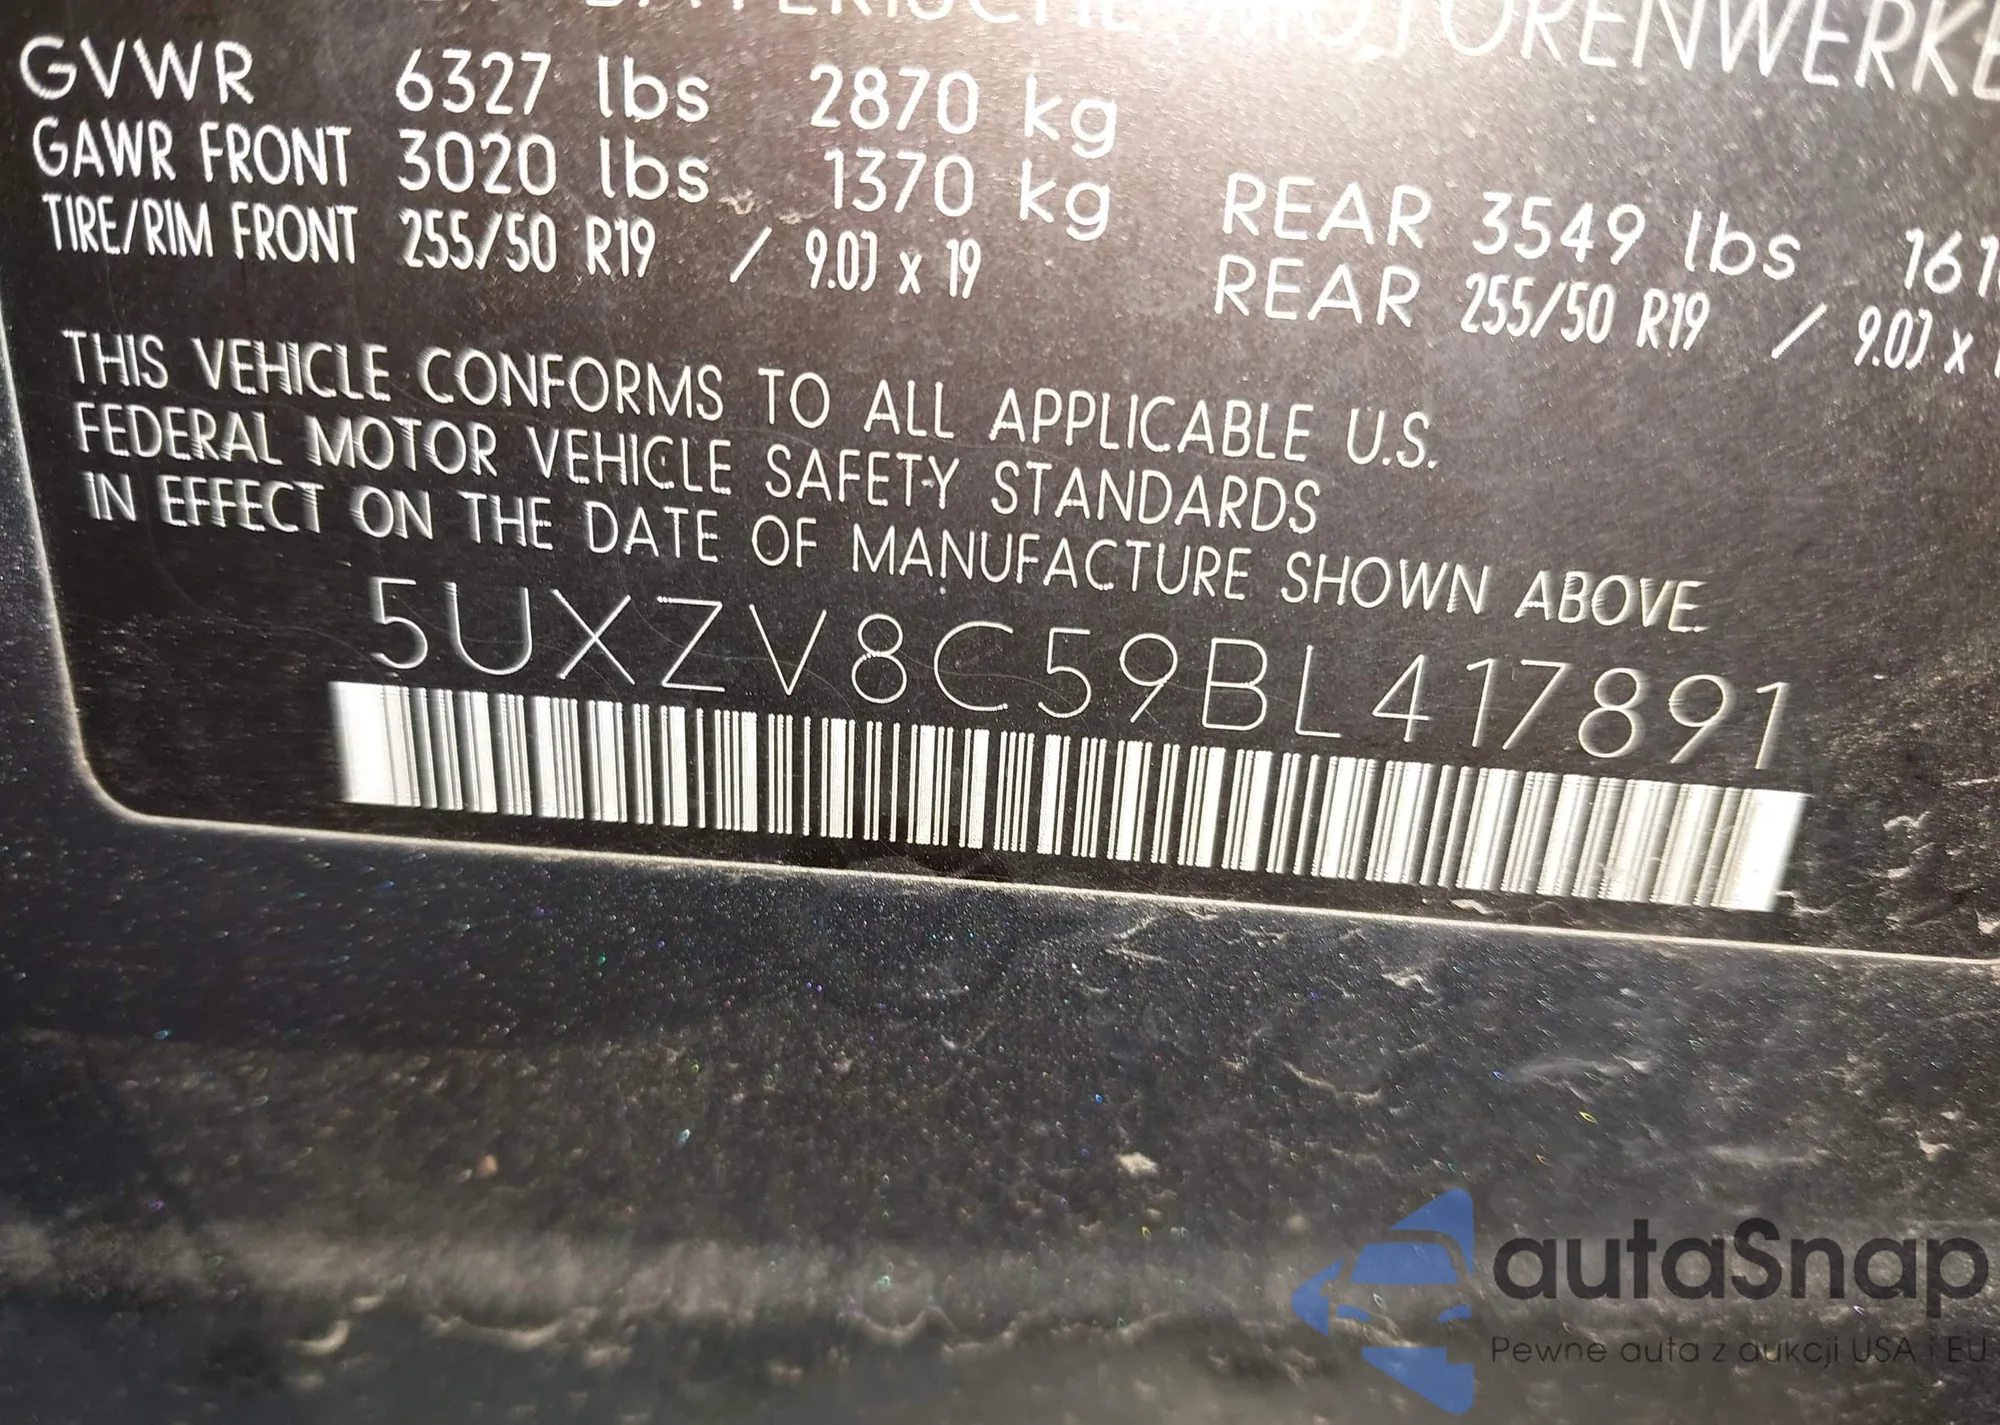 BAYERISCHE MOTORENWERKE
GVWR 6327 lbs 2870 kg
GAWR FRONT 3020 lbs 1370 kg REAR 3549 lbs
TIRE/RIM FRONT 255/50 R19 / 9.0J x 19 REAR 255/50 R19 / 9.0J x
THIS VEHICLE CONFORMS TO ALL APPLICABLE U.S.
FEDERAL MOTOR VEHICLE SAFETY STANDARDS
IN EFFECT ON THE DATE OF MANUFACTURE SHOWN ABOVE.
5UXZV8C59BL417891
autaSnap
Pewne auta z aukcji USA i EU